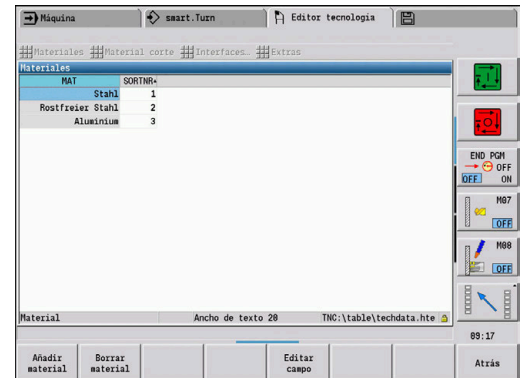 Máquina smart.Turn Editor tecnología
Materiales Material corte Interfaces… Extras
Materiales
MAT SORTNR
Stahl 1
Rostfreier Stahl 2
Aluminium 3
Material Ancho de texto 20 TNC:\table\techdata.hte
END PGM
OFF
OFF ON
M07
OFF
M08
OFF
09:17
Añadir material
Borrar material
Editar campo
Atrás